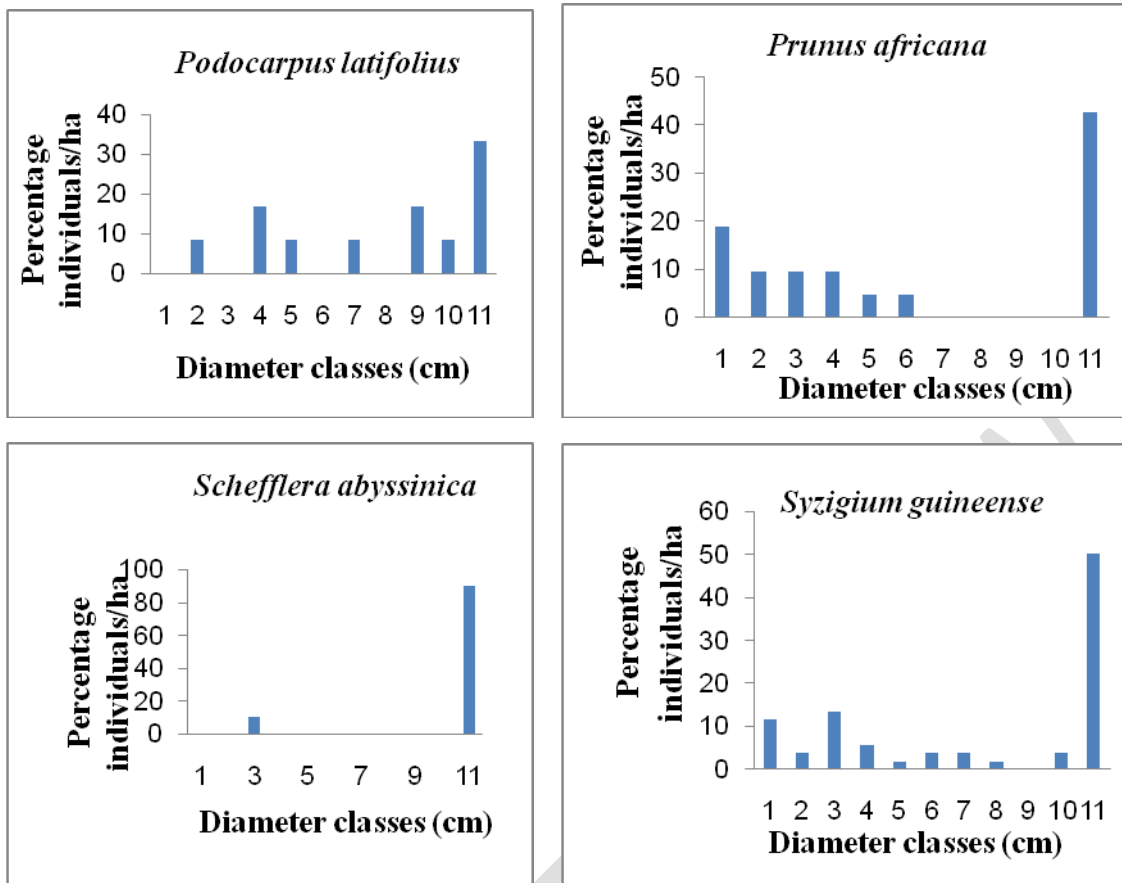 Podocarpus latifolius
Percentage
individuals/ha
40
30
20
10
0
1 2 3 4 5 6 7 8 9 10 11
Diameter classes (cm)
Prunus africana
Percentage
individuals/ha
50
40
30
20
10
0
1 2 3 4 5 6 7 8 9 10 11
Diameter classes (cm)
Schefflera abyssinica
Percentage
individuals/ha
100
80
60
40
20
0
1 3 5 7 9 11
Diameter classes (cm)
Syzigium guineense
Percentage
individuals/ha
60
50
40
30
20
10
0
1 2 3 4 5 6 7 8 9 10 11
Diameter classes (cm)